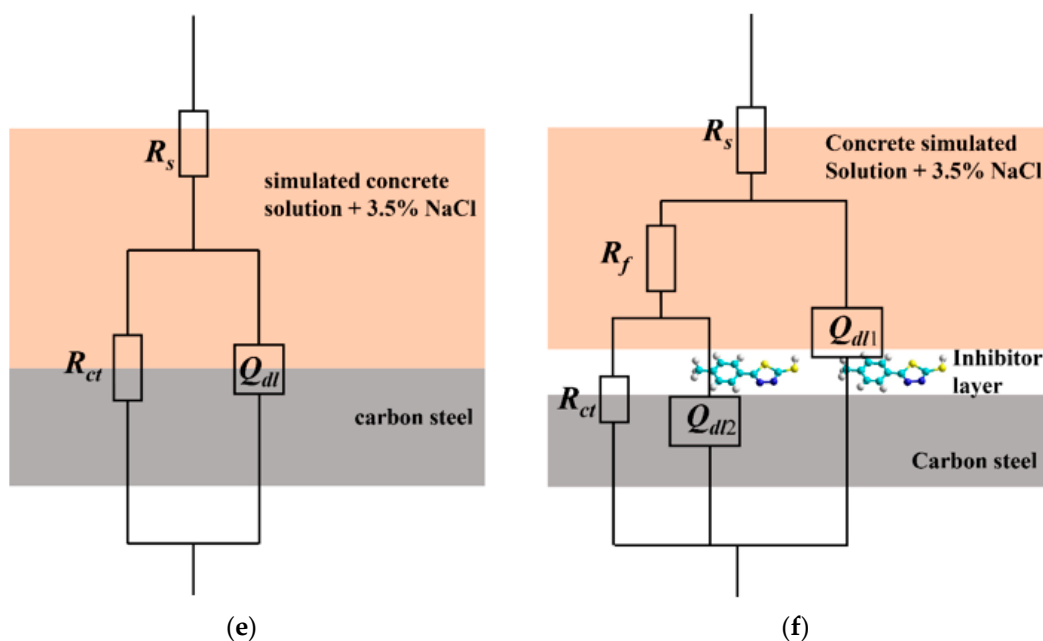 R_s
simulated concrete
solution + 3.5% NaCl
R_ct
Q_dl
carbon steel
(e)
R_s
Concrete simulated
Solution + 3.5% NaCl
R_f
Q_dl1
Inhibitor
layer
R_ct
Q_dl2
Carbon steel
(f)